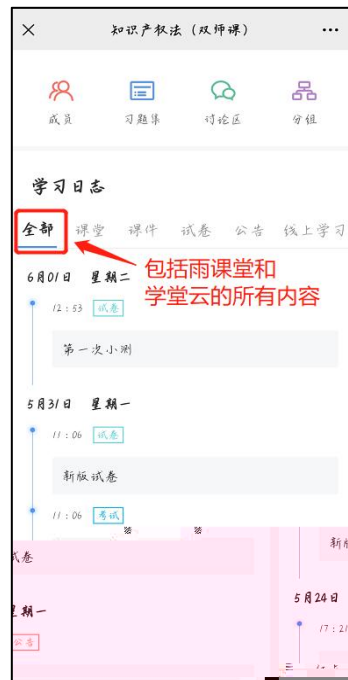 知识产权法（双师课）
成员 习题集 讨论区 分组
学习日志
全部 课堂 课件 试卷 公告 线上学习
包括雨课堂和
学堂云的所有内容
6月01日 星期二
12:53 试卷
第一次小测
5月31日 星期一
11:06 试卷
新版试卷
11:06 考试
试卷
新版
星期一
公告
5月24日
17:21